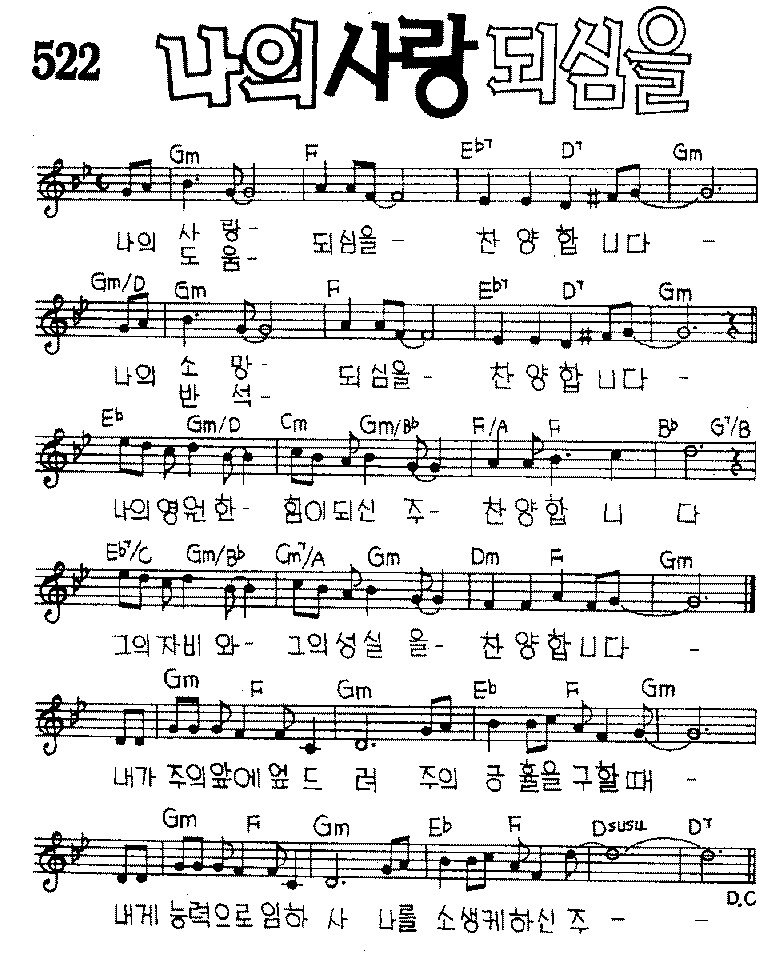 522 나의 사랑 되심을
Gm F E♭7 D7 Gm
나의 사 랑- 되심을- 찬 양 합 니다 -
도 움-
Gm/D Gm F E♭7 D7 Gm
나의 소 망- 되 심을- 찬 양 합 니다 -
반 석-
E♭ Gm/D Cm Gm/B♭ F/A F B♭ G7/B
나의영원한- 힘이되신 주- 찬 양합 니 다
E♭7/C Gm/B♭ Cm7/A Gm Dm F Gm
그의자비 와- 그의성실 을- 찬 양합니다 -
Gm F Gm E♭ F Gm
내가 주의앞에엎 드 려 주의 긍 휼을 구할때 -
Gm F Gm E♭ F Dsus4 D7
내게 능력으로임하 사 나를 소생케하신 주 - -
D.C